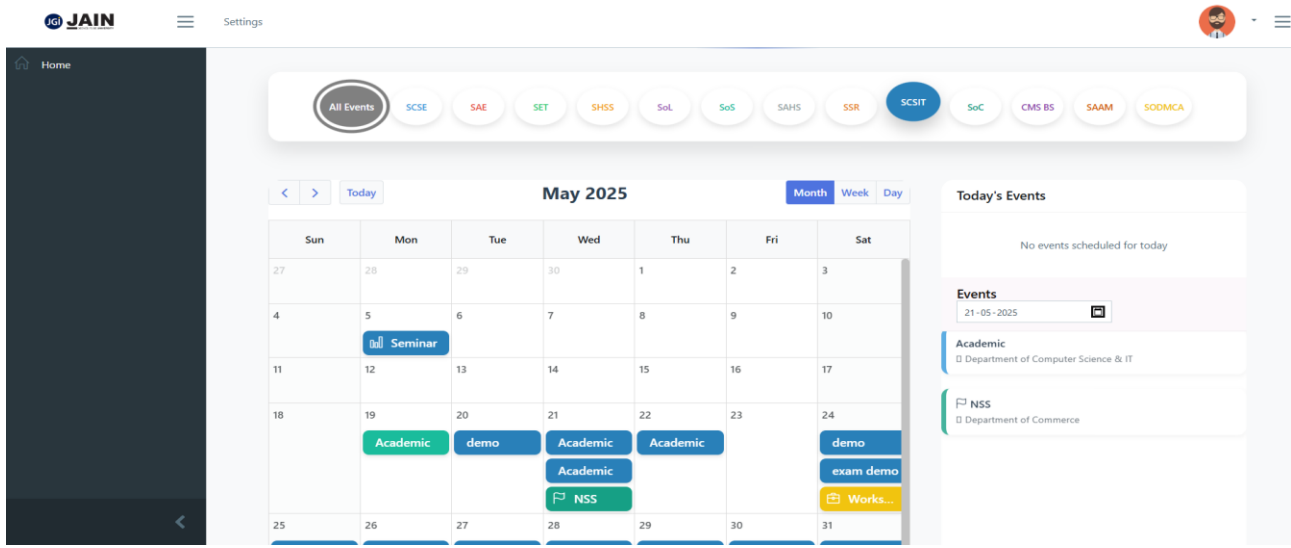 JGI JAIN
Settings
Home
All Events SCSE SAE SET SHSS SoL SoS SAHS SSR SCSIT SoC CMS BS SAAM SODMCA
< > Today May 2025 Month Week Day
Sun Mon Tue Wed Thu Fri Sat
27 28 29 30 1 2 3
4 5 6 7 8 9 10
Seminar
11 12 13 14 15 16 17
18 19 20 21 22 23 24
Academic demo Academic Academic demo
Academic exam demo
NSS Works...
25 26 27 28 29 30 31
Today's Events
No events scheduled for today
Events
21-05-2025
Academic
Department of Computer Science & IT
NSS
Department of Commerce